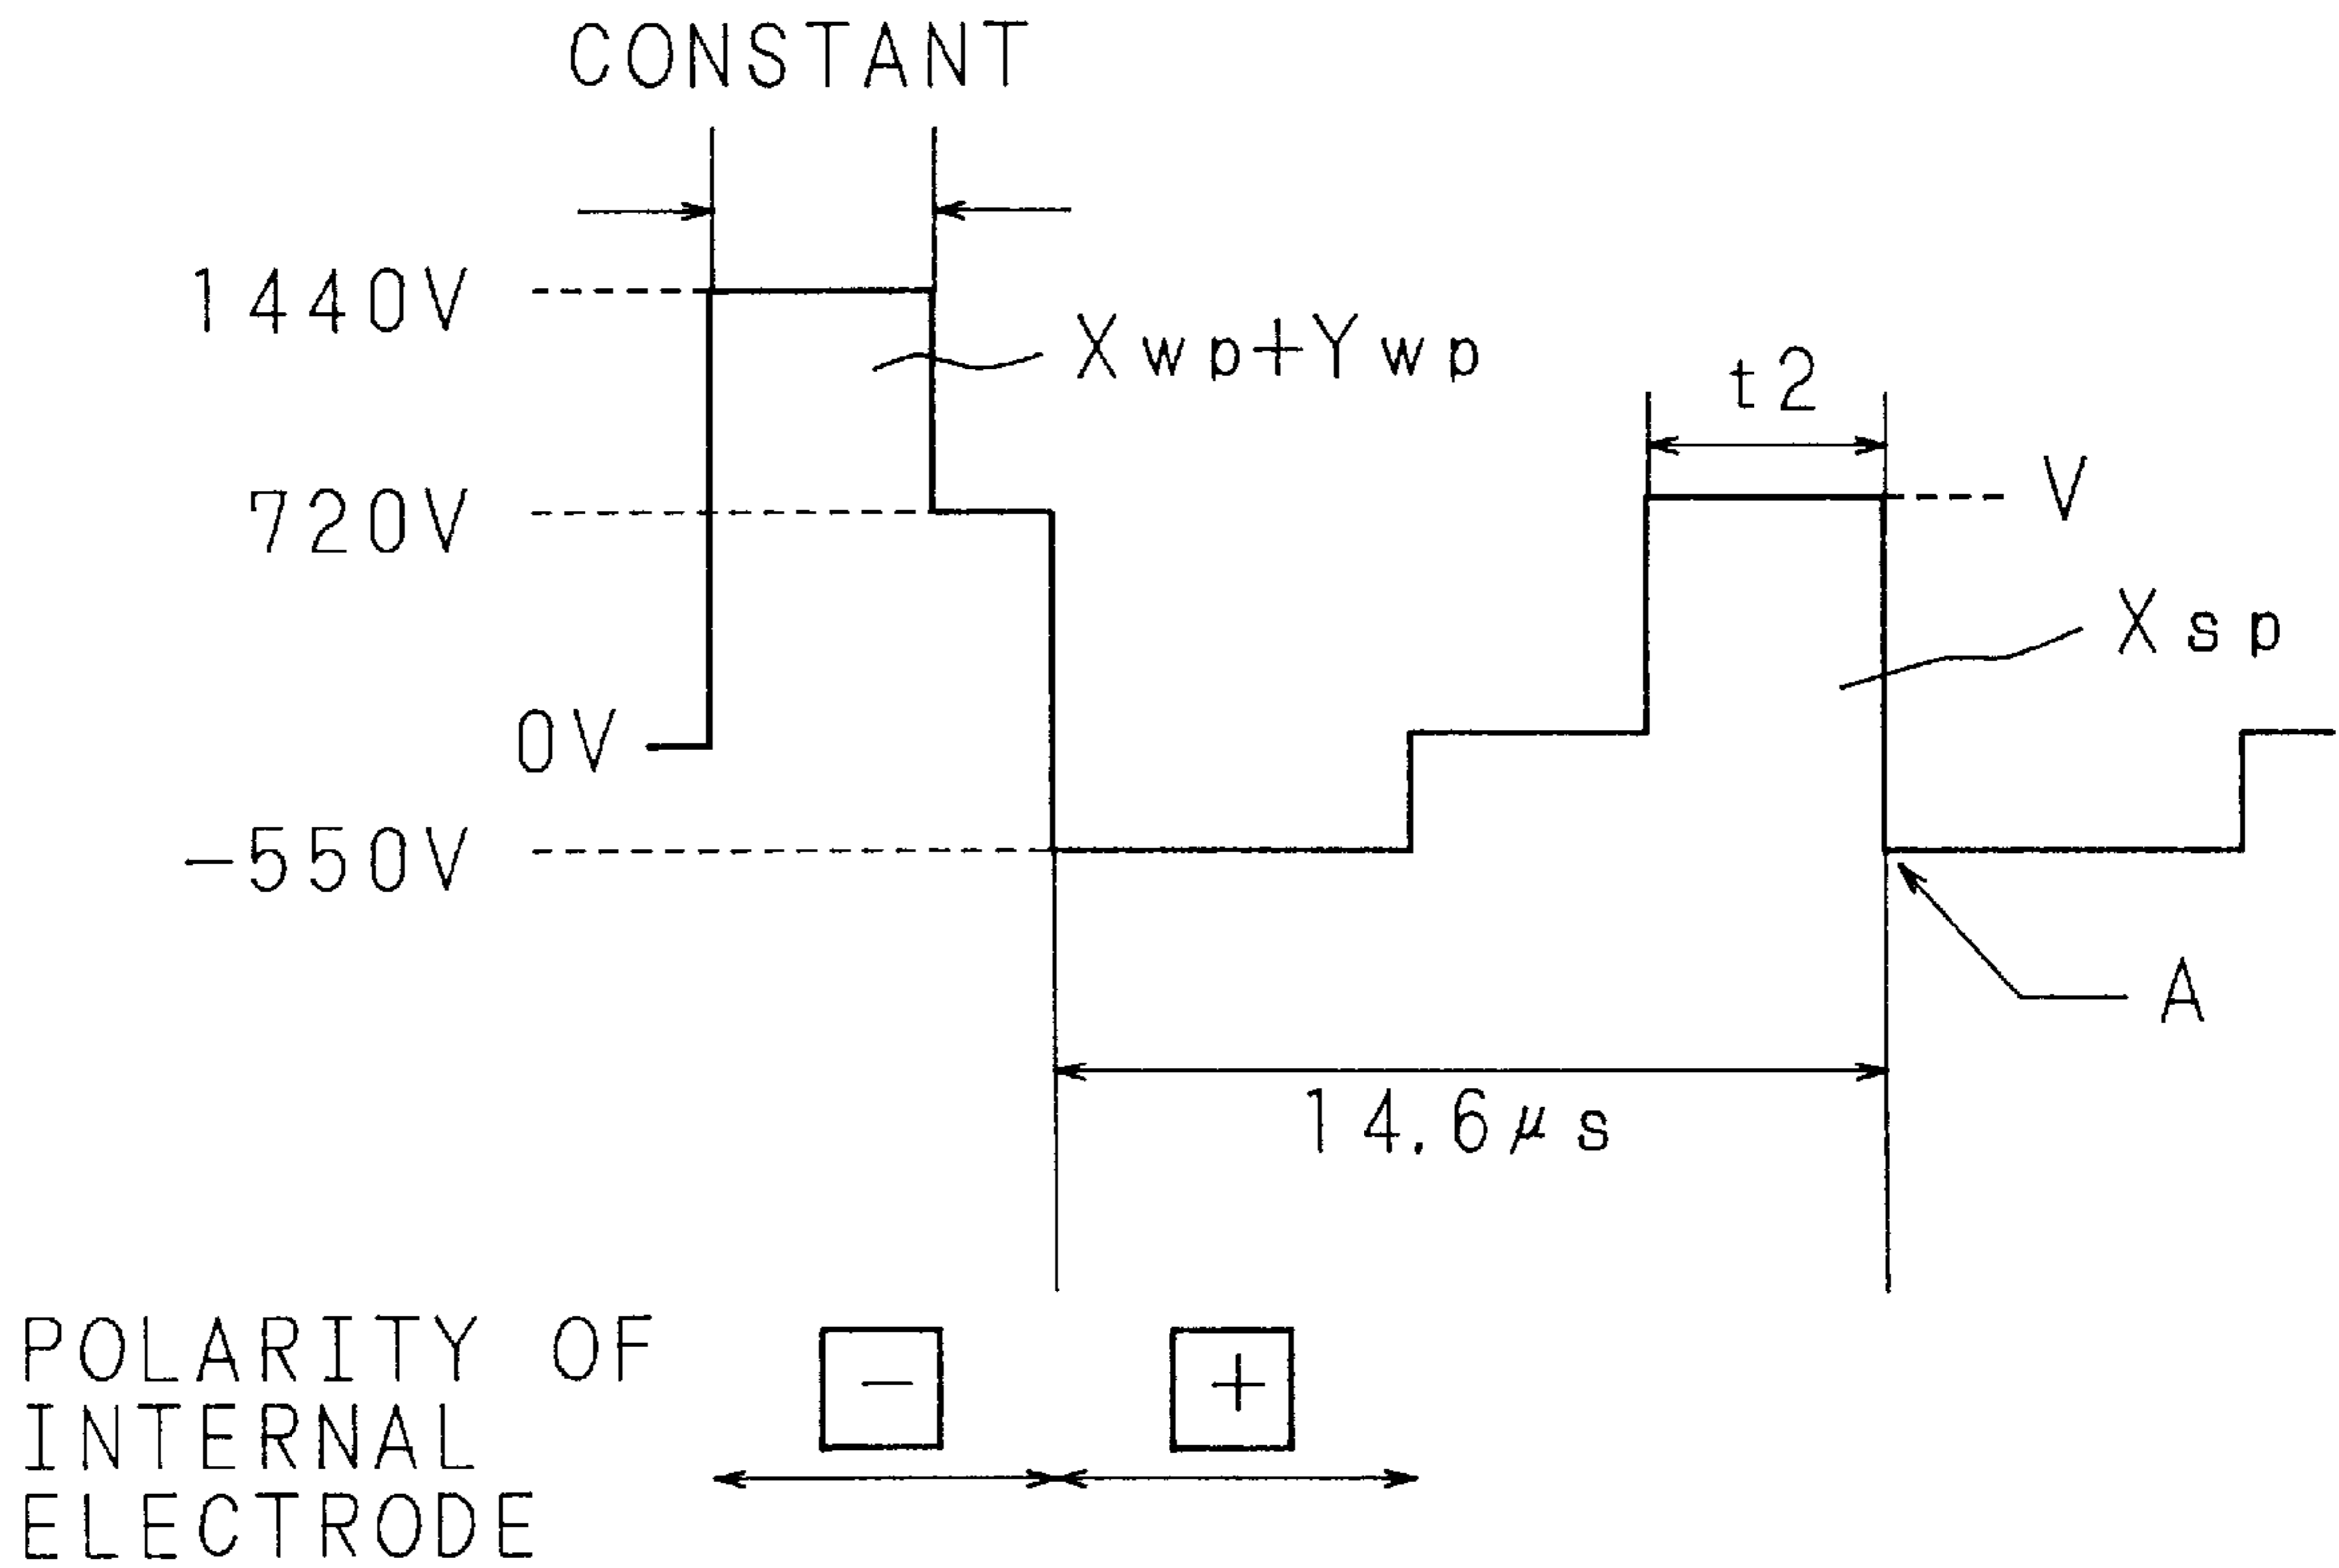 CONSTANT
1440V
Xwp+Ywp
t2
720V
V
Xsp
0V
-550V
A
14.6μs
POLARITY OF
INTERNAL
ELECTRODE
-
+